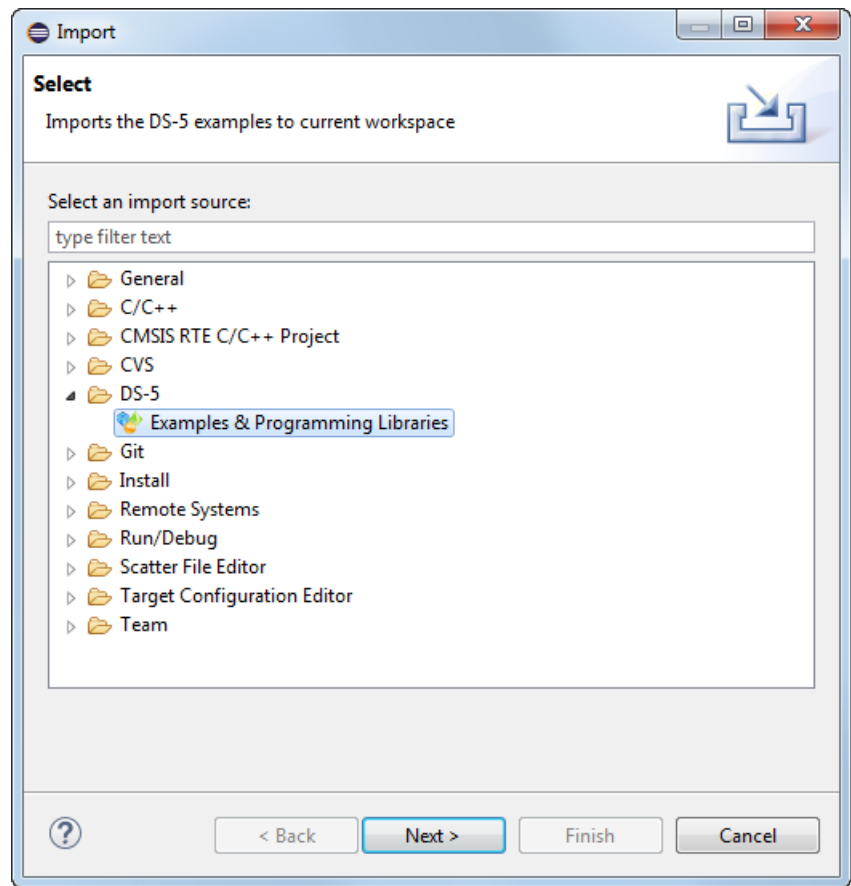 Import
Select
Imports the DS-5 examples to current workspace
Select an import source:
type filter text
General
C/C++
CMSIS RTE C/C++ Project
CVS
DS-5
Examples & Programming Libraries
Git
Install
Remote Systems
Run/Debug
Scatter File Editor
Target Configuration Editor
Team
? < Back Next > Finish Cancel